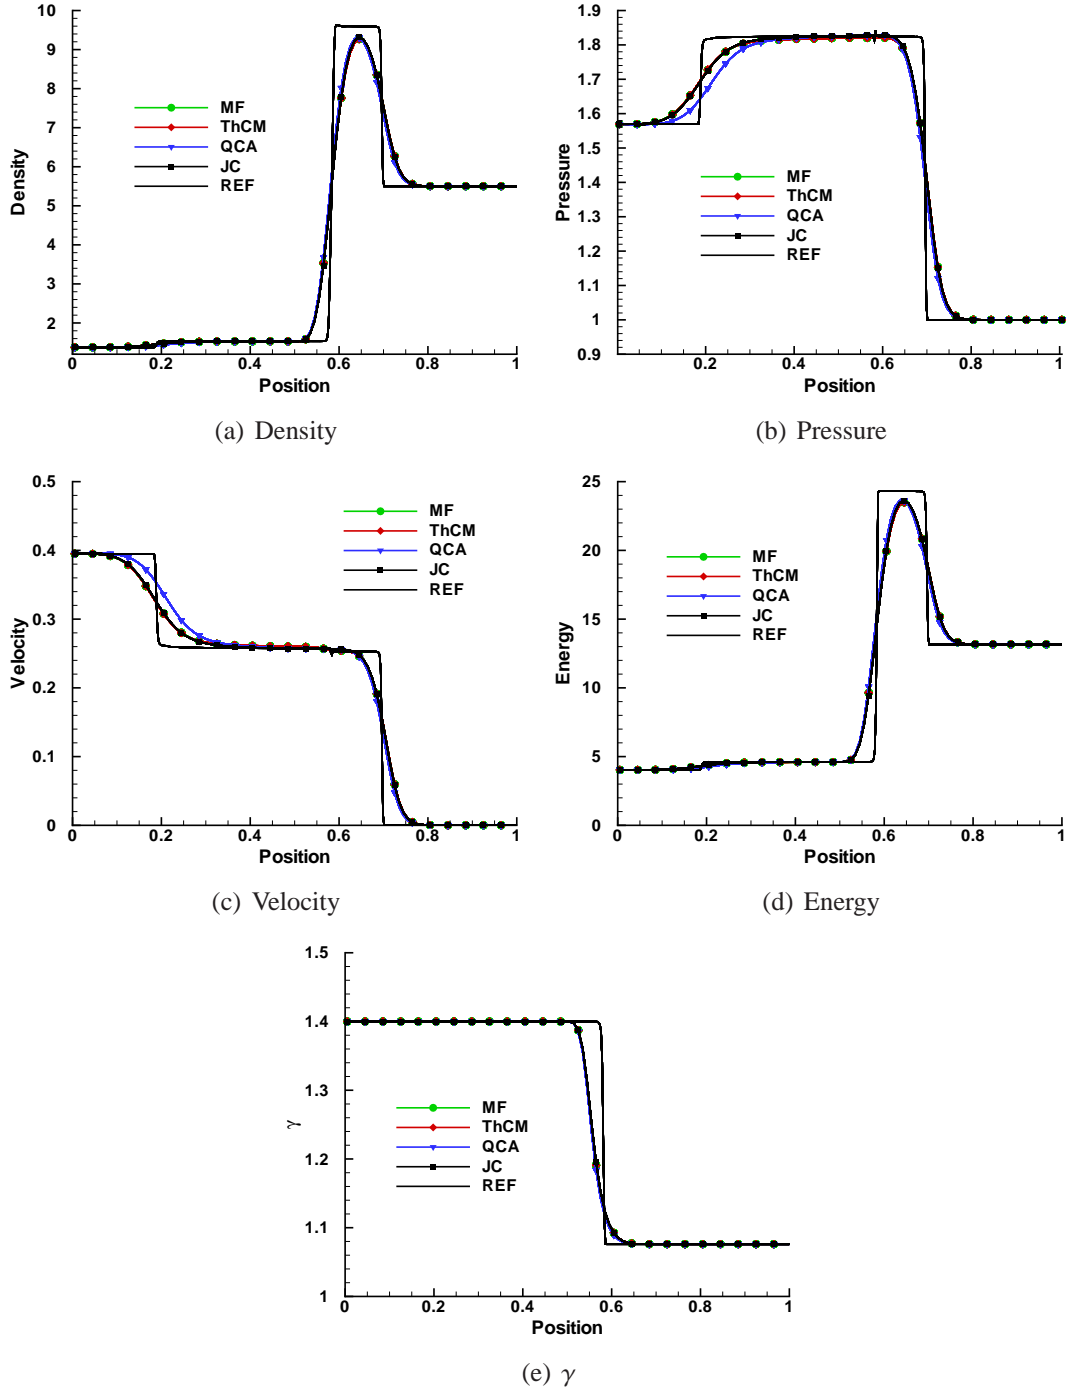 10
9
8
7
6
5
4
3
2
0
0.2
0.4
0.6
0.8
1
Density
Position
MF
ThCM
QCA
JC
REF
(a) Density
1.9
1.8
1.7
1.6
1.5
1.4
1.3
1.2
1.1
1
0.9
0
0.2
0.4
0.6
0.8
1
Pressure
Position
MF
ThCM
QCA
JC
REF
(b) Pressure
0.5
0.4
0.3
0.2
0.1
0
0
0.2
0.4
0.6
0.8
1
Velocity
Position
MF
ThCM
QCA
JC
REF
(c) Velocity
25
20
15
10
5
0
0
0.2
0.4
0.6
0.8
1
Energy
Position
MF
ThCM
QCA
JC
REF
(d) Energy
1.5
1.4
1.3
1.2
1.1
1
0
0.2
0.4
0.6
0.8
1
γ
Position
MF
ThCM
QCA
JC
REF
(e) γ